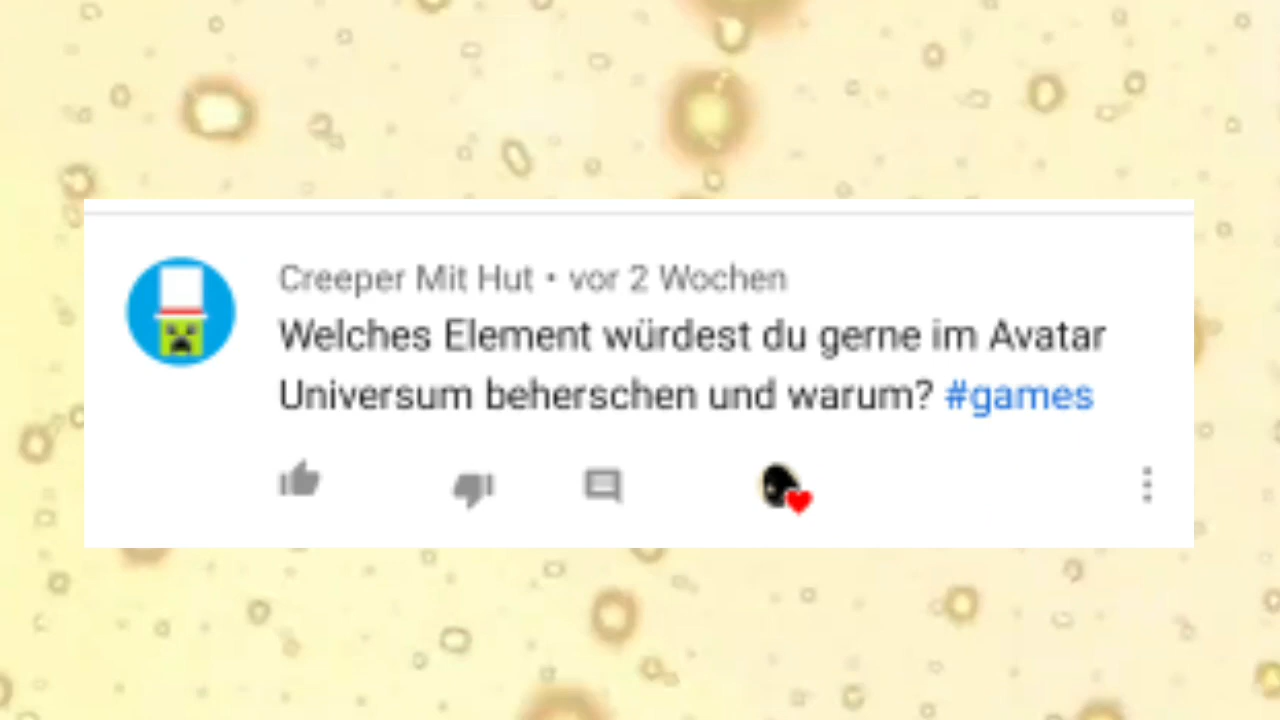 Creeper Mit Hut • vor 2 Wochen
Welches Element würdest du gerne im Avatar
Universum beherschen und warum? #games